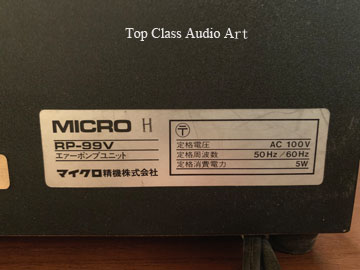 Top Class Audio Art
MICRO H
RP-99V
エアーポンプユニット
マイクロ精機株式会社
〒
定格電圧 AC 100V
定格周波数 50Hz/60Hz
定格消費電力 5W